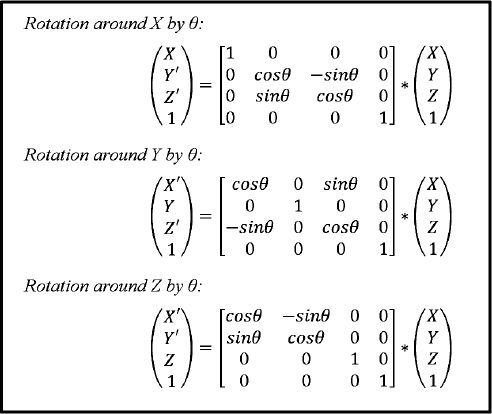 Rotation around X by θ:
(X Y′ Z′ 1) = [1 0 0 0
0 cosθ −sinθ 0
0 sinθ cosθ 0
0 0 0 1] * (X Y Z 1)
Rotation around Y by θ:
(X′ Y Z′ 1) = [cosθ 0 sinθ 0
0 1 0 0
−sinθ 0 cosθ 0
0 0 0 1] * (X Y Z 1)
Rotation around Z by θ:
(X′ Y′ Z 1) = [cosθ −sinθ 0 0
sinθ cosθ 0 0
0 0 1 0
0 0 0 1] * (X Y Z 1)